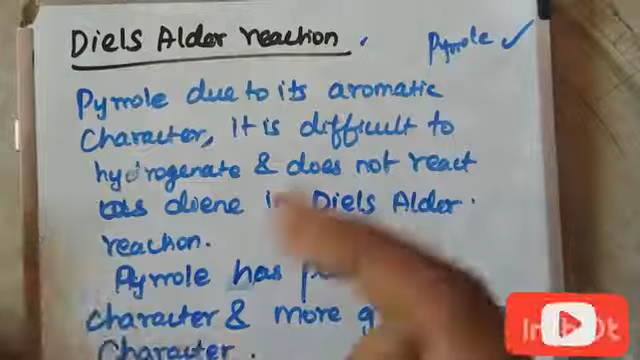 Diels Alder reaction.
Pyrrole ✓
Pyrrole due to its aromatic
character, it is difficult to
hydrogenate & does not react
as diene in Diels Alder.
reaction.
Pyrrole has
character & more
Character.